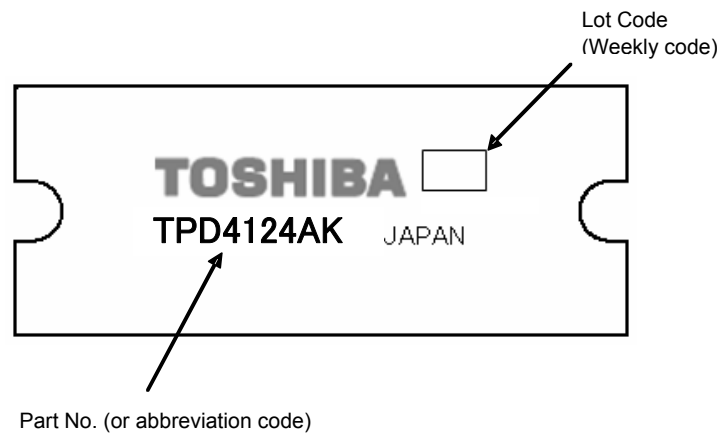 Lot Code
(Weekly code)
TOSHIBA
TPD4124AK JAPAN
Part No. (or abbreviation code)